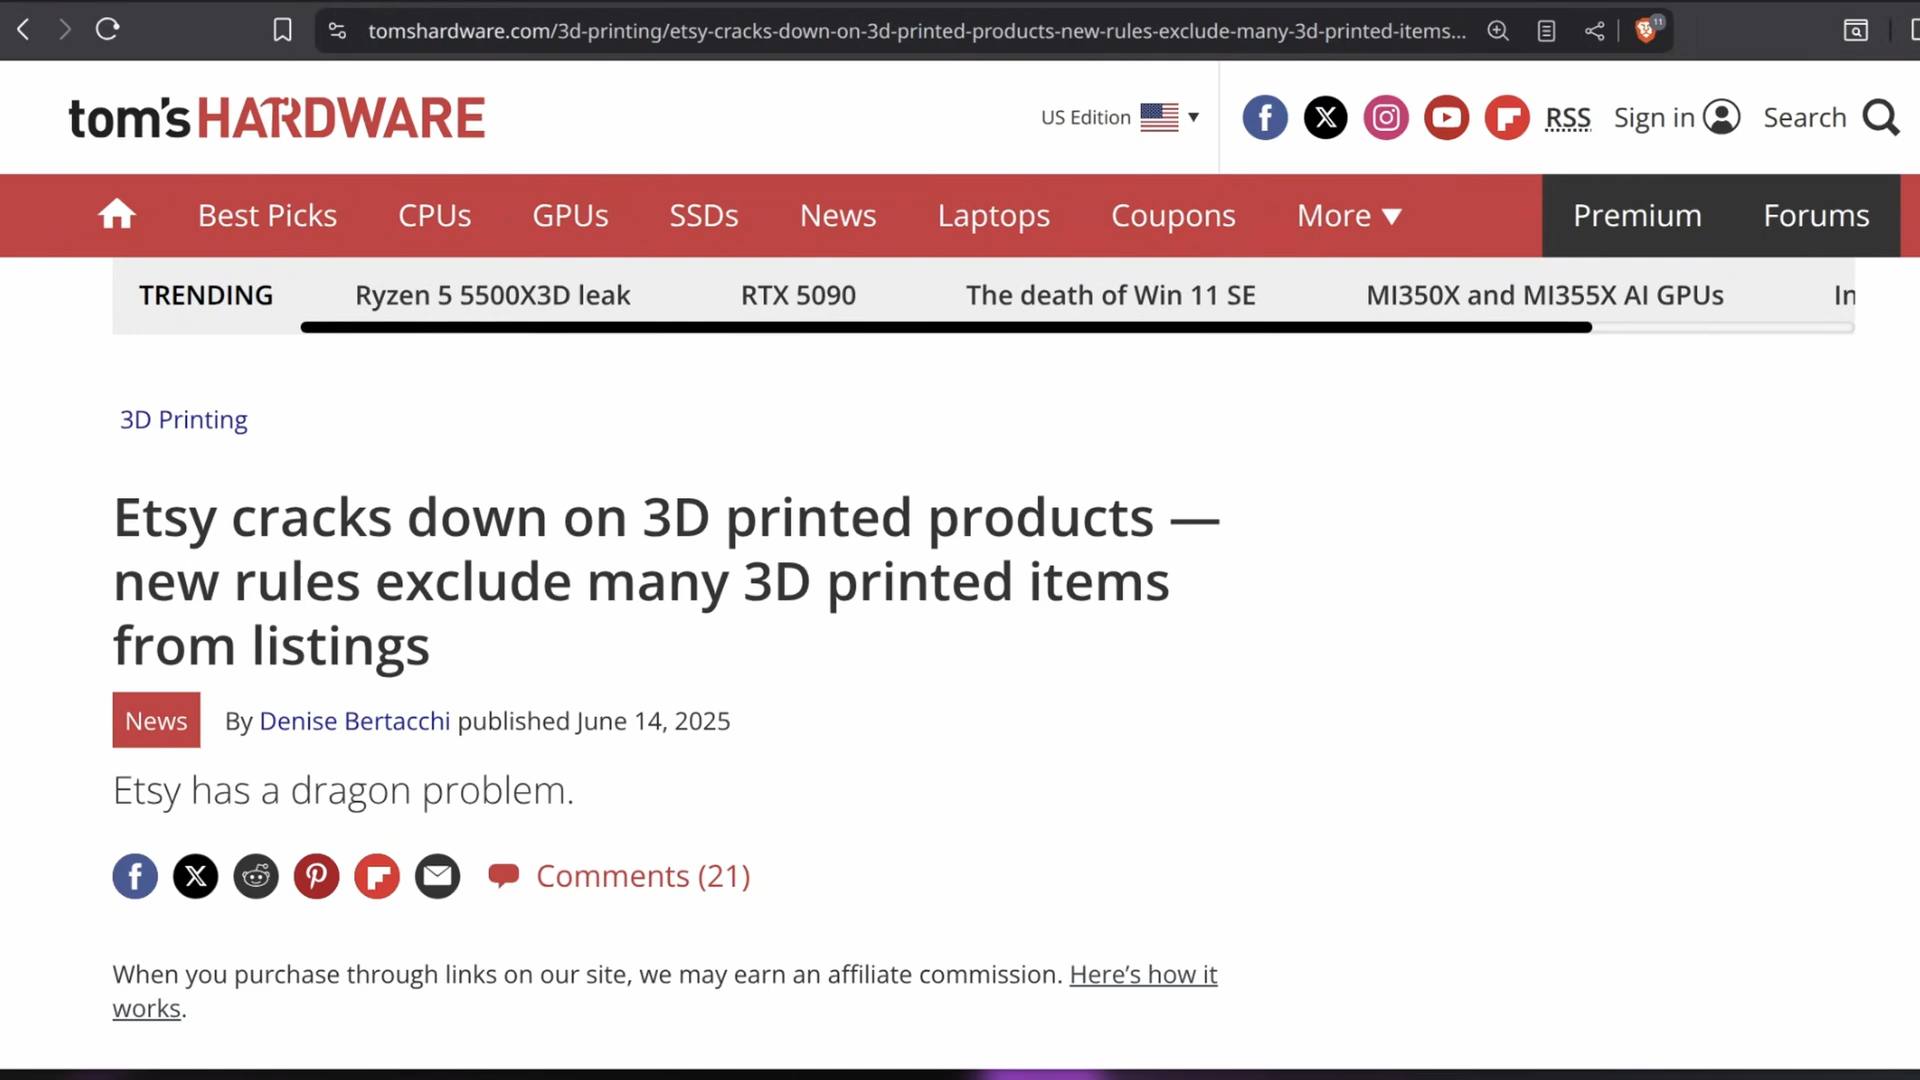 tomshardware.com/3d-printing/etsy-cracks-down-on-3d-printed-products-new-rules-exclude-many-3d-printed-items...
11
tom's HARDWARE
US Edition
RSS
Sign in
Search
Best Picks
CPUs
GPUs
SSDs
News
Laptops
Coupons
More
Premium
Forums
TRENDING
Ryzen 5 5500X3D leak
RTX 5090
The death of Win 11 SE
MI350X and MI355X AI GPUs
In
3D Printing
Etsy cracks down on 3D printed products —
new rules exclude many 3D printed items
from listings
News By Denise Bertacchi published June 14, 2025
Etsy has a dragon problem.
Comments (21)
When you purchase through links on our site, we may earn an affiliate commission. Here’s how it
works.